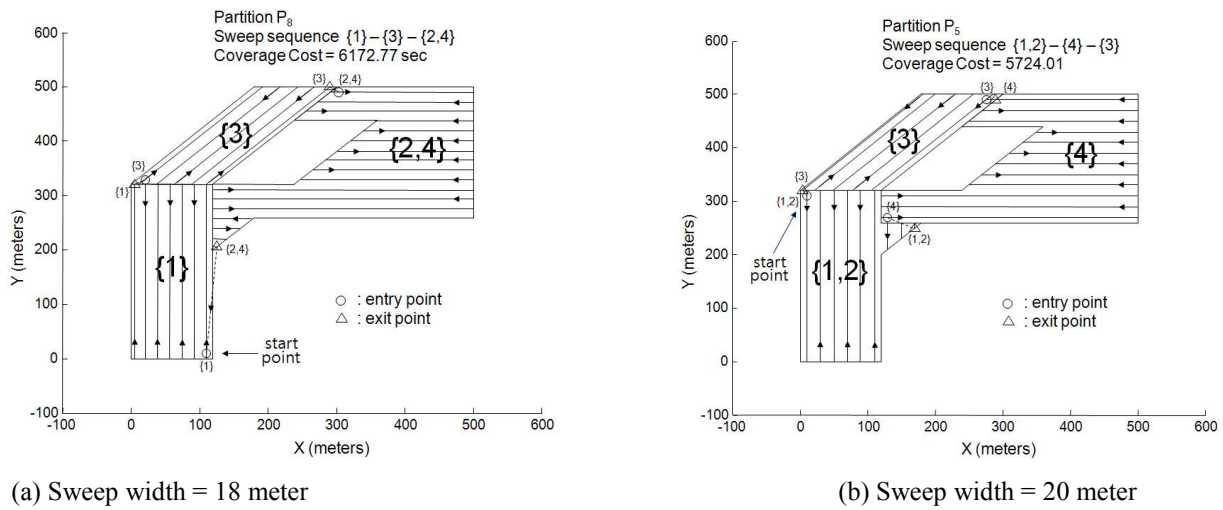 Partition P₈
Sweep sequence {1} – {3} – {2,4}
Coverage Cost = 6172.77 sec
600
500
400
300
200
100
0
-100
Y (meters)
{3}
{2,4}
{3}
{2,4}
{3}
{1}
{1}
{2,4}
{1}
start
point
○ : entry point
△ : exit point
-100
0
100
200
300
400
500
600
X (meters)
(a) Sweep width = 18 meter
Partition P₅
Sweep sequence {1,2} – {4} – {3}
Coverage Cost = 5724.01
600
500
400
300
200
100
0
-100
Y (meters)
{3}
{4}
{3}
{4}
{3}
{1,2}
{4}
{1,2}
{1,2}
start
point
○ : entry point
△ : exit point
-100
0
100
200
300
400
500
600
X (meters)
(b) Sweep width = 20 meter